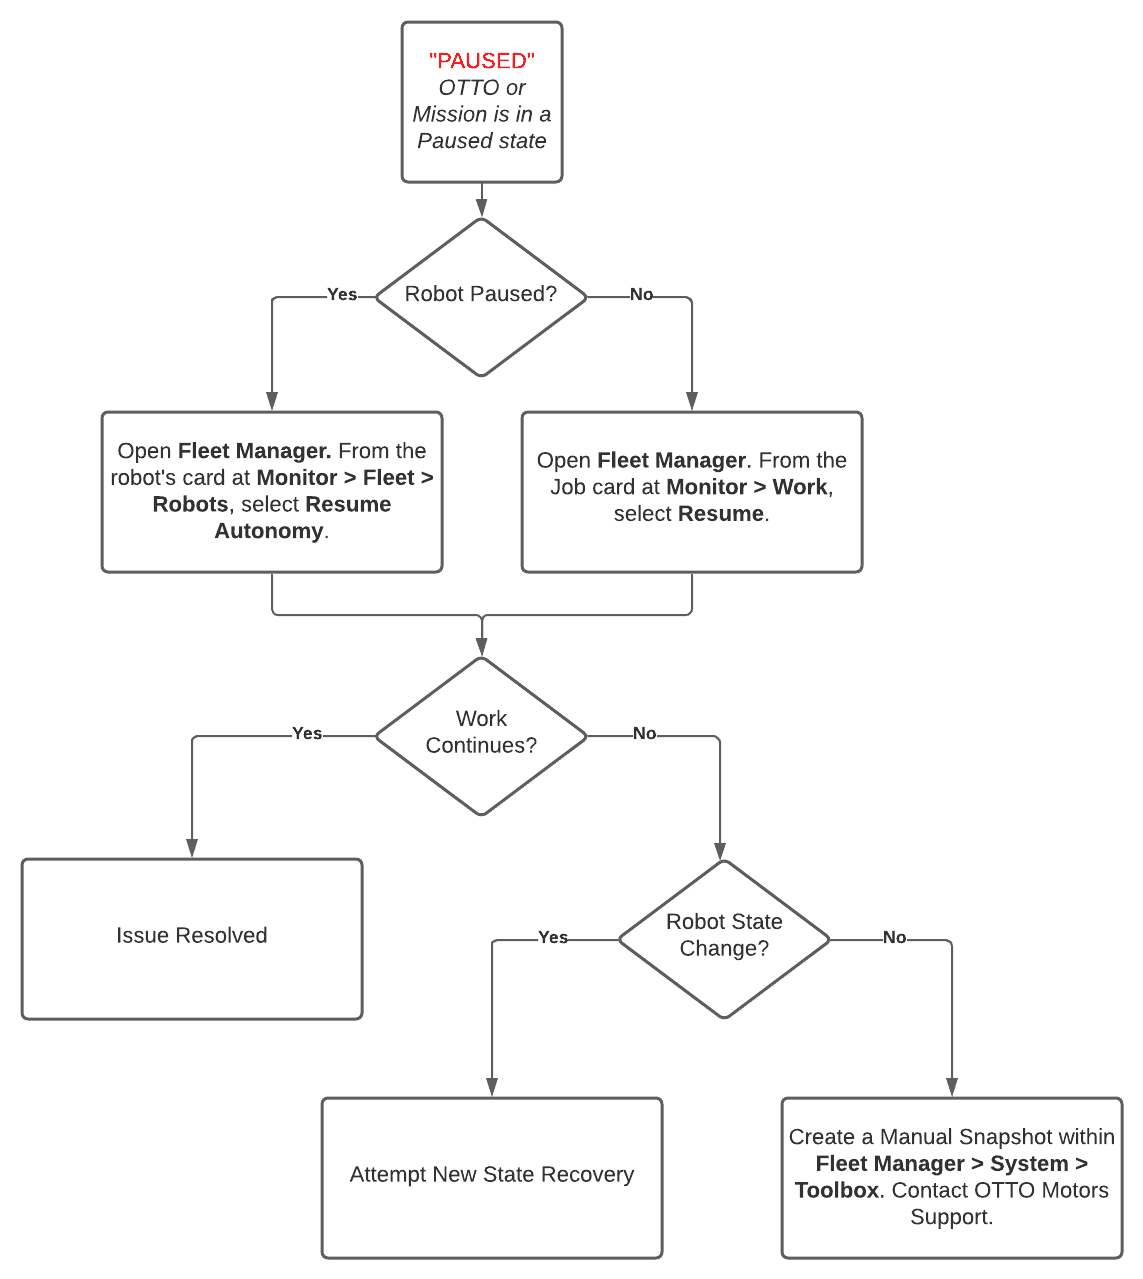 "PAUSED"
OTTO or
Mission is in a
Paused state
Robot Paused?
Yes
No
Open Fleet Manager. From the
robot's card at Monitor > Fleet >
Robots, select Resume
Autonomy.
Open Fleet Manager. From the
Job card at Monitor > Work,
select Resume.
Work
Continues?
Yes
No
Issue Resolved
Robot State
Change?
Yes
No
Attempt New State Recovery
Create a Manual Snapshot within
Fleet Manager > System >
Toolbox. Contact OTTO Motors
Support.